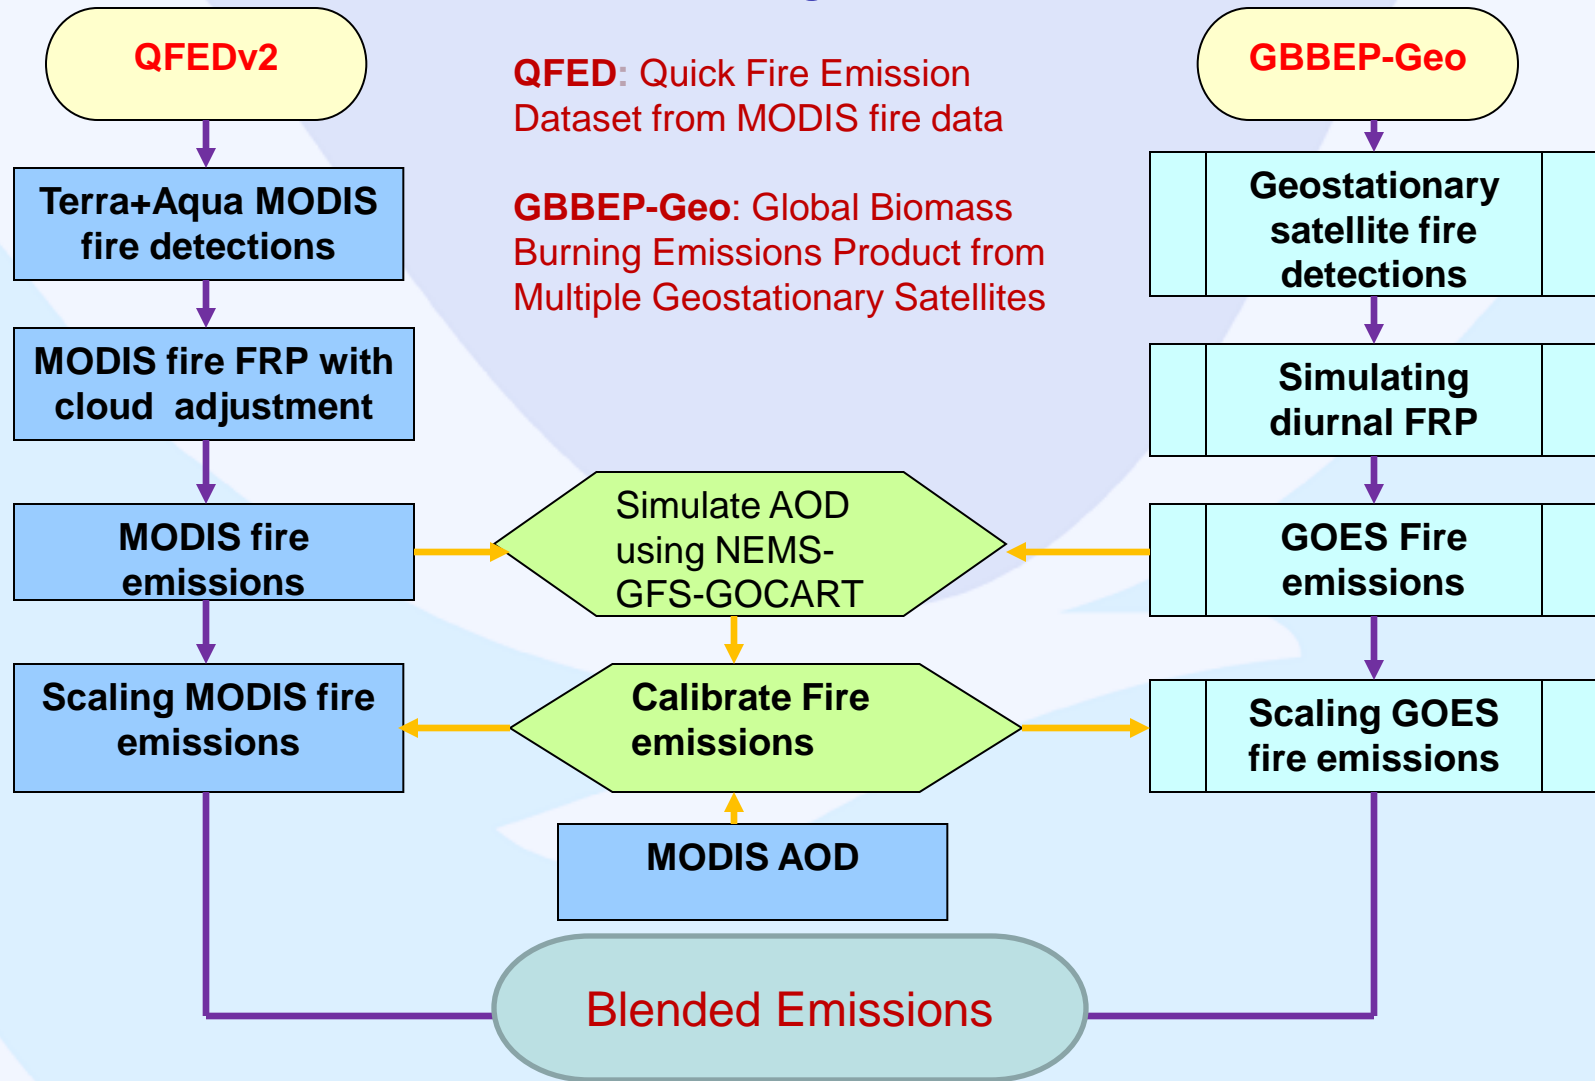 QFEDv2
QFED: Quick Fire Emission
Dataset from MODIS fire data
GBBEP-Geo: Global Biomass
Burning Emissions Product from
Multiple Geostationary Satellites
GBBEP-Geo
Terra+Aqua MODIS
fire detections
Geostationary
satellite fire
detections
MODIS fire FRP with
cloud adjustment
Simulating
diurnal FRP
MODIS fire
emissions
Simulate AOD
using NEMS-
GFS-GOCART
GOES Fire
emissions
Scaling MODIS fire
emissions
Calibrate Fire
emissions
Scaling GOES
fire emissions
MODIS AOD
Blended Emissions